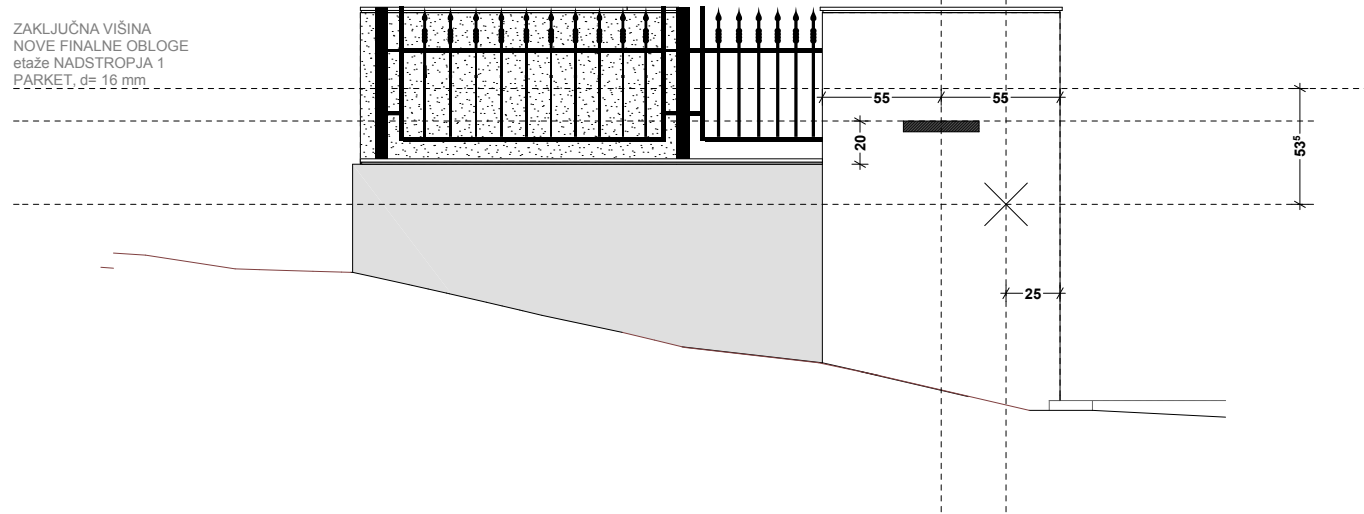 ZAKLJUČNA VIŠINA
NOVE FINALNE OBLOGE
etaže NADSTROPJA 1
PARKET, d= 16 mm
55 55
20
53⁵
25